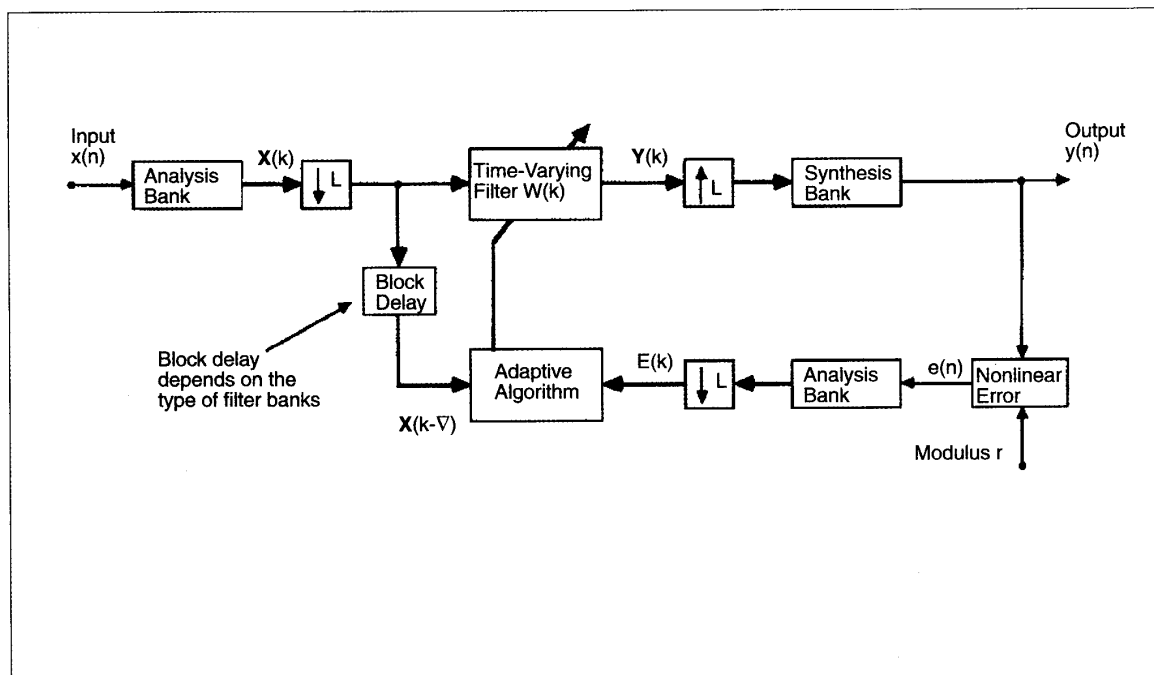 Input
x(n)
Analysis
Bank
X(k)
L
Time-Varying
Filter W(k)
Y(k)
L
Synthesis
Bank
Output
y(n)
Block
Delay
Block delay
depends on the
type of filter banks
X(k-∇)
Adaptive
Algorithm
E(k)
L
Analysis
Bank
e(n)
Nonlinear
Error
Modulus r